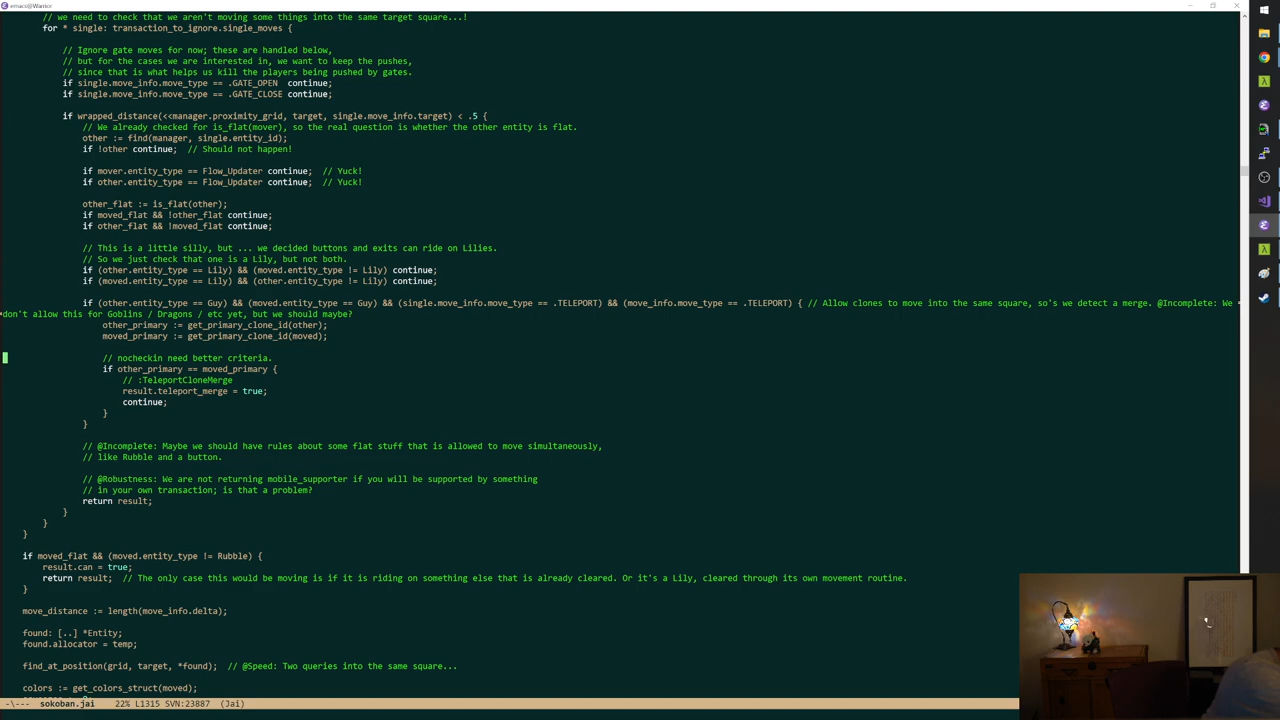 emacs@Warrior
// we need to check that we aren't moving some things into the same target square...!
for * single: transaction_to_ignore.single_moves {
// Ignore gate moves for now; these are handled below,
// but for the cases we are interested in, we want to keep the pushes,
// since that is what helps us kill the players being pushed by gates.
if single.move_info.move_type == .GATE_OPEN  continue;
if single.move_info.move_type == .GATE_CLOSE continue;
if wrapped_distance(<<manager.proximity_grid, target, single.move_info.target) < .5 {
// We already checked for is_flat(mover), so the real question is whether the other entity is flat.
other := find(manager, single.entity_id);
if !other continue;  // Should not happen!
if mover.entity_type == Flow_Updater continue;  // Yuck!
if other.entity_type == Flow_Updater continue;  // Yuck!
other_flat := is_flat(other);
if moved_flat && !other_flat continue;
if other_flat && !moved_flat continue;
// This is a little silly, but ... we decided buttons and exits can ride on Lilies.
// So we just check that one is a Lily, but not both.
if (other.entity_type == Lily) && (moved.entity_type != Lily) continue;
if (moved.entity_type == Lily) && (other.entity_type != Lily) continue;
if (other.entity_type == Guy) && (moved.entity_type == Guy) && (single.move_info.move_type == .TELEPORT) && (move_info.move_type == .TELEPORT) { // Allow clones to move into the same square, so's we detect a merge. @Incomplete: We
don't allow this for Goblins / Dragons / etc yet, but we should maybe?
other_primary := get_primary_clone_id(other);
moved_primary := get_primary_clone_id(moved);
// nocheckin need better criteria.
if other_primary == moved_primary {
// :TeleportCloneMerge
result.teleport_merge = true;
continue;
}
}
// @Incomplete: Maybe we should have rules about some flat stuff that is allowed to move simultaneously,
// like Rubble and a button.
// @Robustness: We are not returning mobile_supporter if you will be supported by something
// in your own transaction; is that a problem?
return result;
}
}
}
if moved_flat && (moved.entity_type != Rubble) {
result.can = true;
return result;  // The only case this would be moving is if it is riding on something else that is already cleared. Or it's a Lily, cleared through its own movement routine.
}
move_distance := length(move_info.delta);
found: [..] *Entity;
found.allocator = temp;
find_at_position(grid, target, *found);  // @Speed: Two queries into the same square...
colors := get_colors_struct(moved);
-\---  sokoban.jai    22% L1315 SVN:23887  (Jai)